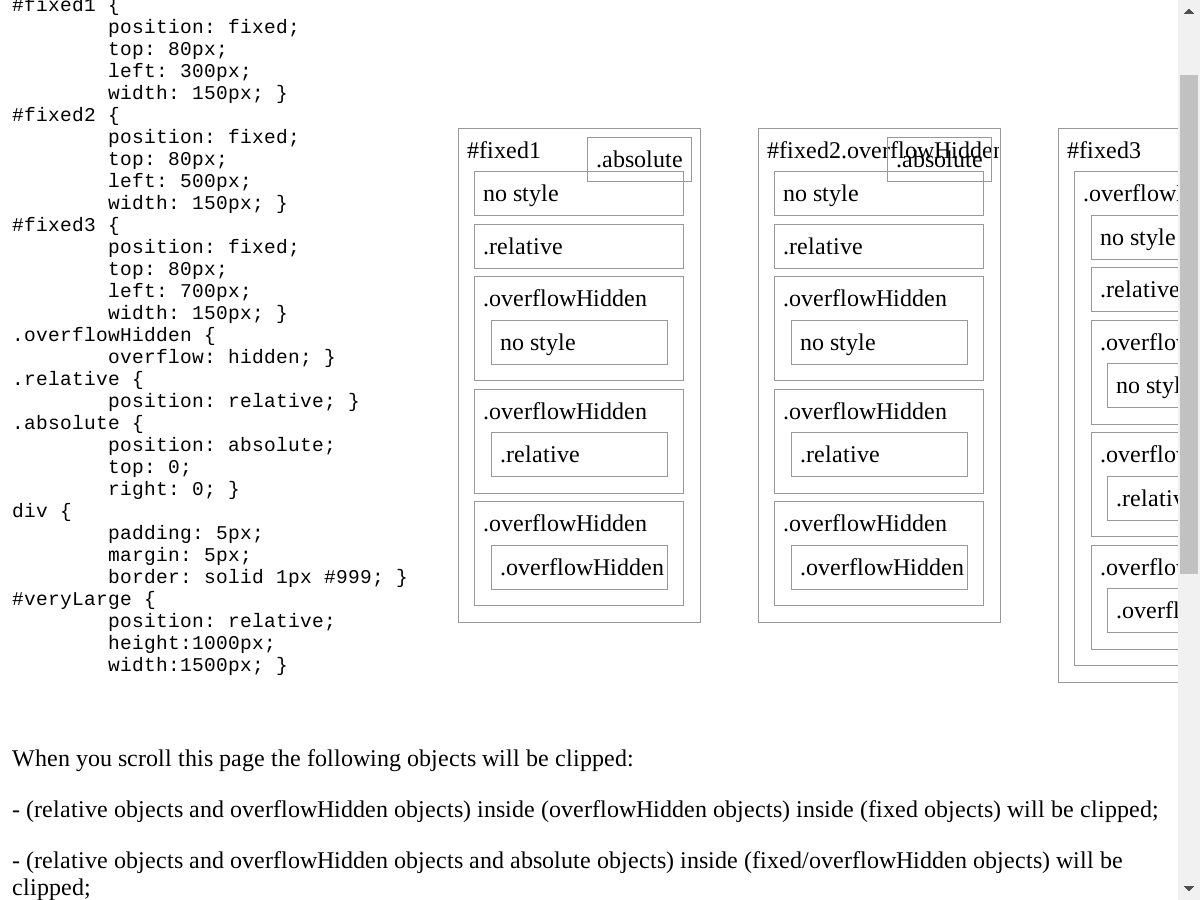 #fixed1 {
position: fixed;
top: 80px;
left: 300px;
width: 150px; }
#fixed2 {
position: fixed;
top: 80px;
left: 500px;
width: 150px; }
#fixed3 {
position: fixed;
top: 80px;
left: 700px;
width: 150px; }
.overflowHidden {
overflow: hidden; }
.relative {
position: relative; }
.absolute {
position: absolute;
top: 0;
right: 0; }
div {
padding: 5px;
margin: 5px;
border: solid 1px #999; }
#veryLarge {
position: relative;
height:1000px;
width:1500px; }
#fixed1
.absolute
no style
.relative
.overflowHidden
no style
.overflowHidden
.relative
.overflowHidden
.overflowHidden
#fixed2.overflowHidden
.absolute
no style
.relative
.overflowHidden
no style
.overflowHidden
.relative
.overflowHidden
.overflowHidden
#fixed3
.overflow
no style
.relative
.overflo
no styl
.overflo
.relativ
.overflo
.overfl
When you scroll this page the following objects will be clipped:
- (relative objects and overflowHidden objects) inside (overflowHidden objects) inside (fixed objects) will be clipped;
- (relative objects and overflowHidden objects and absolute objects) inside (fixed/overflowHidden objects) will be
clipped;